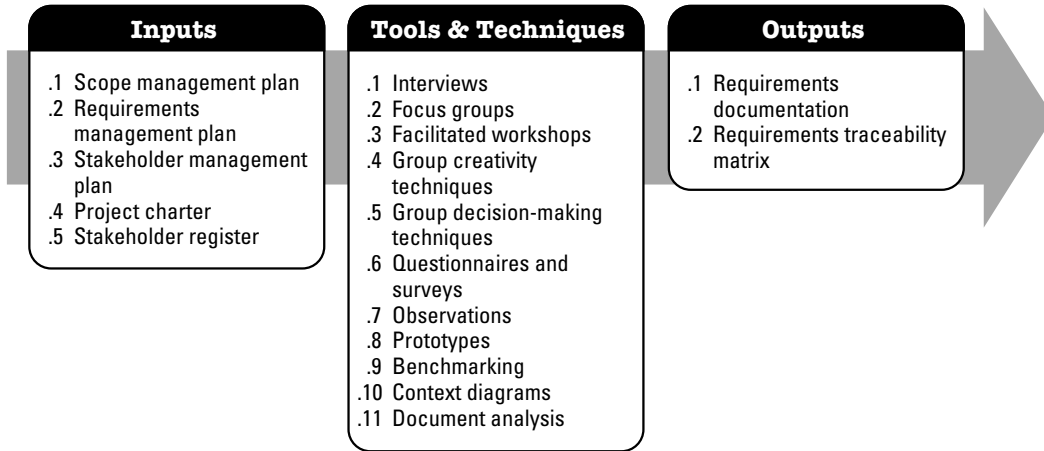 Inputs
.1 Scope management plan
.2 Requirements
management plan
.3 Stakeholder management
plan
.4 Project charter
.5 Stakeholder register
Tools & Techniques
.1 Interviews
.2 Focus groups
.3 Facilitated workshops
.4 Group creativity
techniques
.5 Group decision-making
techniques
.6 Questionnaires and
surveys
.7 Observations
.8 Prototypes
.9 Benchmarking
.10 Context diagrams
.11 Document analysis
Outputs
.1 Requirements
documentation
.2 Requirements traceability
matrix